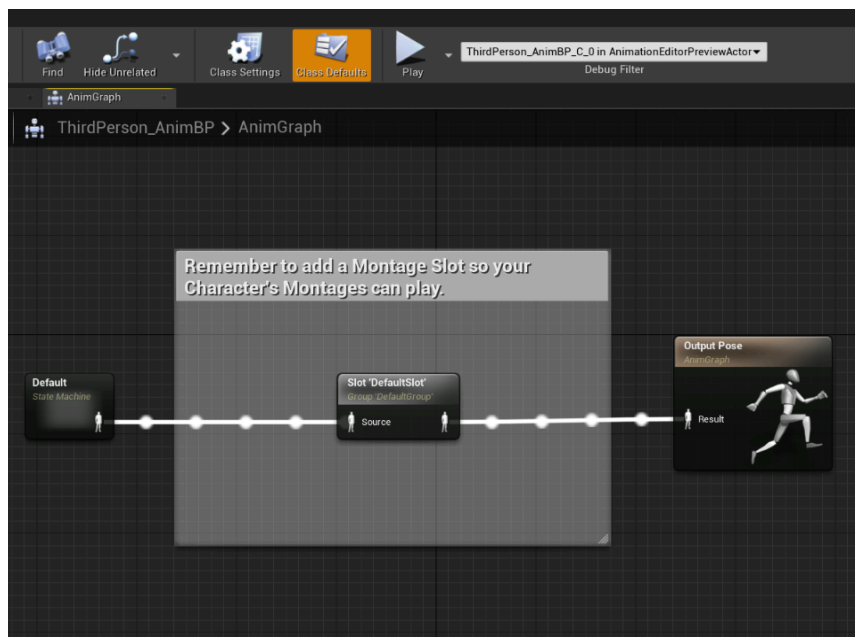 Find
Hide Unrelated
Class Settings
Class Defaults
Play
ThirdPerson_AnimBP_C_0 in AnimationEditorPreviewActor
Debug Filter
AnimGraph
ThirdPerson_AnimBP > AnimGraph
Remember to add a Montage Slot so your
Character's Montages can play.
Default
State Machine
Slot 'DefaultSlot'
Group 'DefaultGroup'
Source
Output Pose
AnimGraph
Result